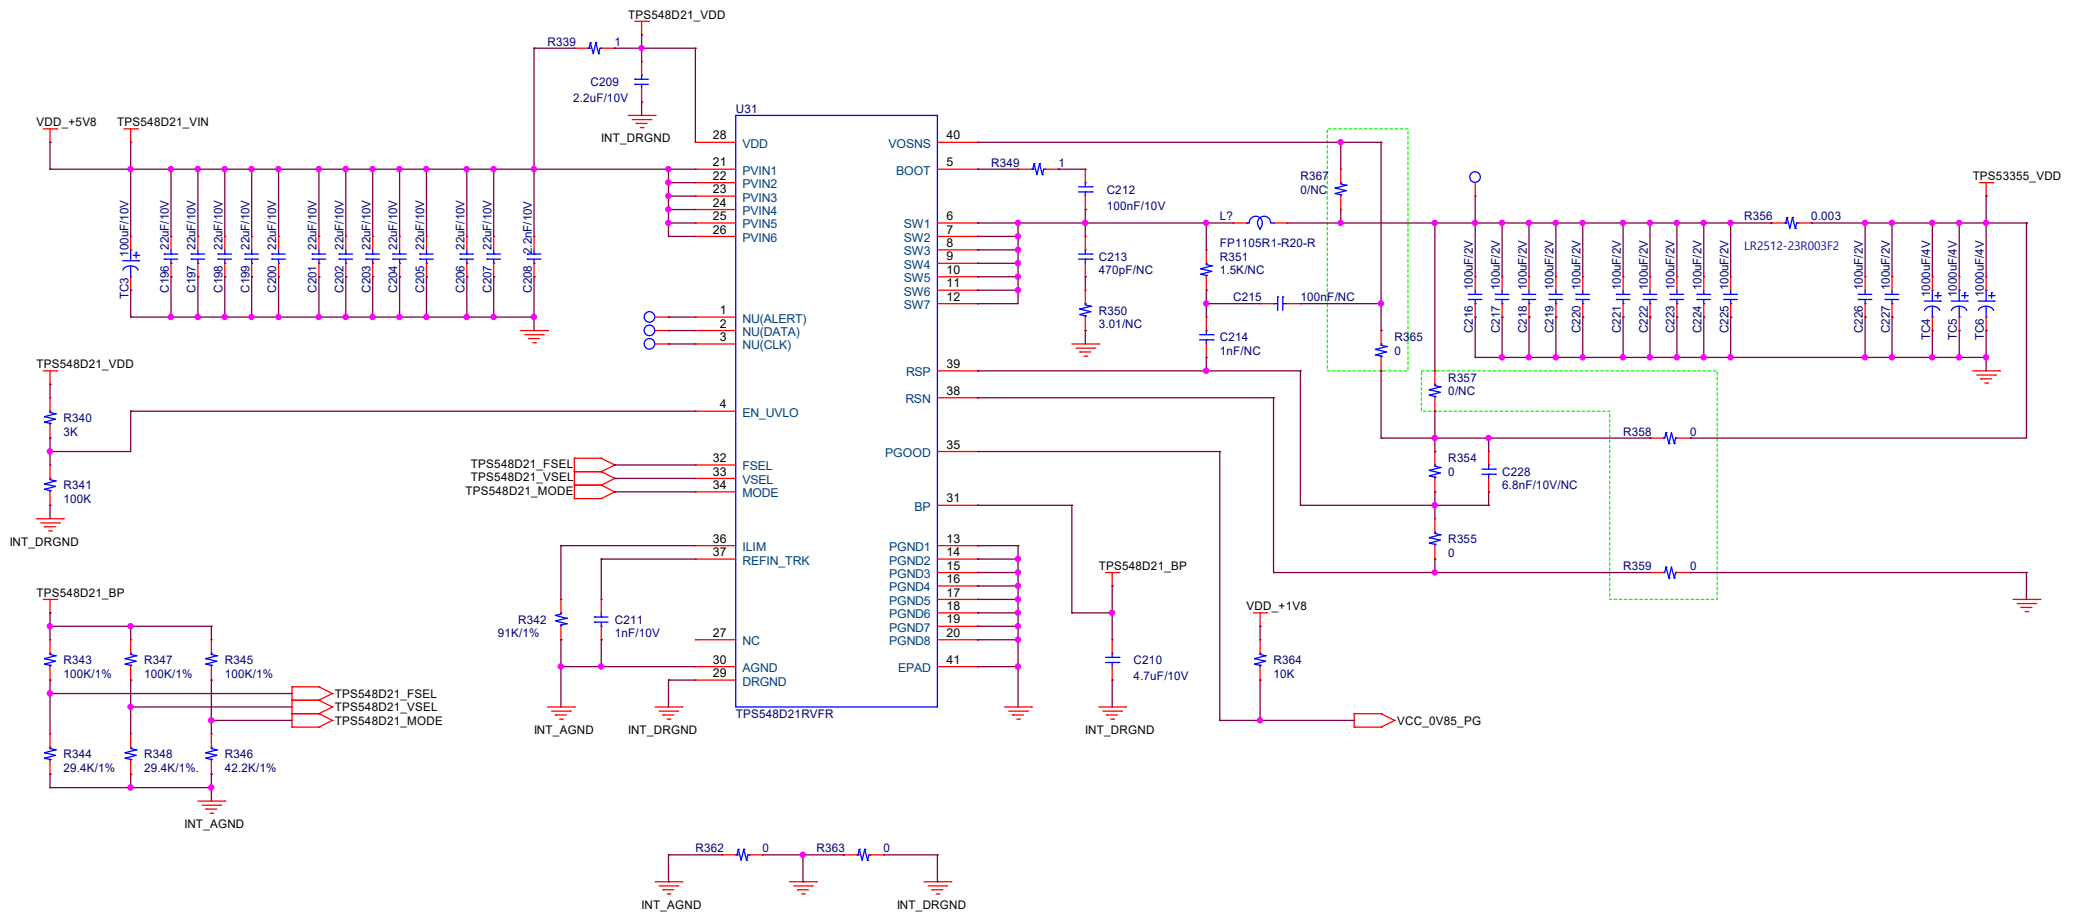 TPS548D21_VDD
R339 1
C209
2.2uF/10V
INT_DRGND
VDD_+5V8
TPS548D21_VIN
TC3 100uF/10V
C196 22uF/10V
C197 22uF/10V
C198 22uF/10V
C199 22uF/10V
C200 22uF/10V
C201 22uF/10V
C202 22uF/10V
C203 22uF/10V
C204 22uF/10V
C205 22uF/10V
C206 22uF/10V
C207 22uF/10V
C208 2.2nF/10V
U31
28 VDD
21 PVIN1
22 PVIN2
23 PVIN3
24 PVIN4
25 PVIN5
26 PVIN6
1 NU(ALERT)
2 NU(DATA)
3 NU(CLK)
4 EN_UVLO
32 FSEL
33 VSEL
34 MODE
36 ILIM
37 REFIN_TRK
27 NC
30 AGND
29 DRGND
VOSNS 40
BOOT 5
SW1 6
SW2 7
SW3 8
SW4 9
SW5 10
SW6 11
SW7 12
RSP 39
RSN 38
PGOOD 35
BP 31
PGND1 13
PGND2 14
PGND3 15
PGND4 16
PGND5 17
PGND6 18
PGND7 19
PGND8 20
EPAD 41
TPS548D21RVFR
TPS548D21_VDD
R340
3K
R341
100K
INT_DRGND
TPS548D21_FSEL
TPS548D21_VSEL
TPS548D21_MODE
R342
91K/1%
C211
1nF/10V
INT_AGND
INT_DRGND
TPS548D21_BP
R343
100K/1%
R347
100K/1%
R345
100K/1%
TPS548D21_FSEL
TPS548D21_VSEL
TPS548D21_MODE
R344
29.4K/1%
R348
29.4K/1%.
R346
42.2K/1%
INT_AGND
R349 1
C212
100nF/10V
C213
470pF/NC
R350
3.01/NC
L?
FP1105R1-R20-R
R351
1.5K/NC
C215 100nF/NC
C214
1nF/NC
R367
0/NC
R365
0
C216 100uF/2V
C217 100uF/2V
C218 100uF/2V
C219 100uF/2V
C220 100uF/2V
C221 100uF/2V
C222 100uF/2V
C223 100uF/2V
C224 100uF/2V
C225 100uF/2V
R356 0.003
LR2512-23R003F2
C226 100uF/2V
C227 100uF/2V
TC4 1000uF/4V
TC5 1000uF/4V
TC6 1000uF/4V
TPS53355_VDD
R357
0/NC
R358 0
R354
0
C228
6.8nF/10V/NC
R355
0
R359 0
TPS548D21_BP
C210
4.7uF/10V
INT_DRGND
VDD_+1V8
R364
10K
VCC_0V85_PG
R362 0
R363 0
INT_AGND
INT_DRGND